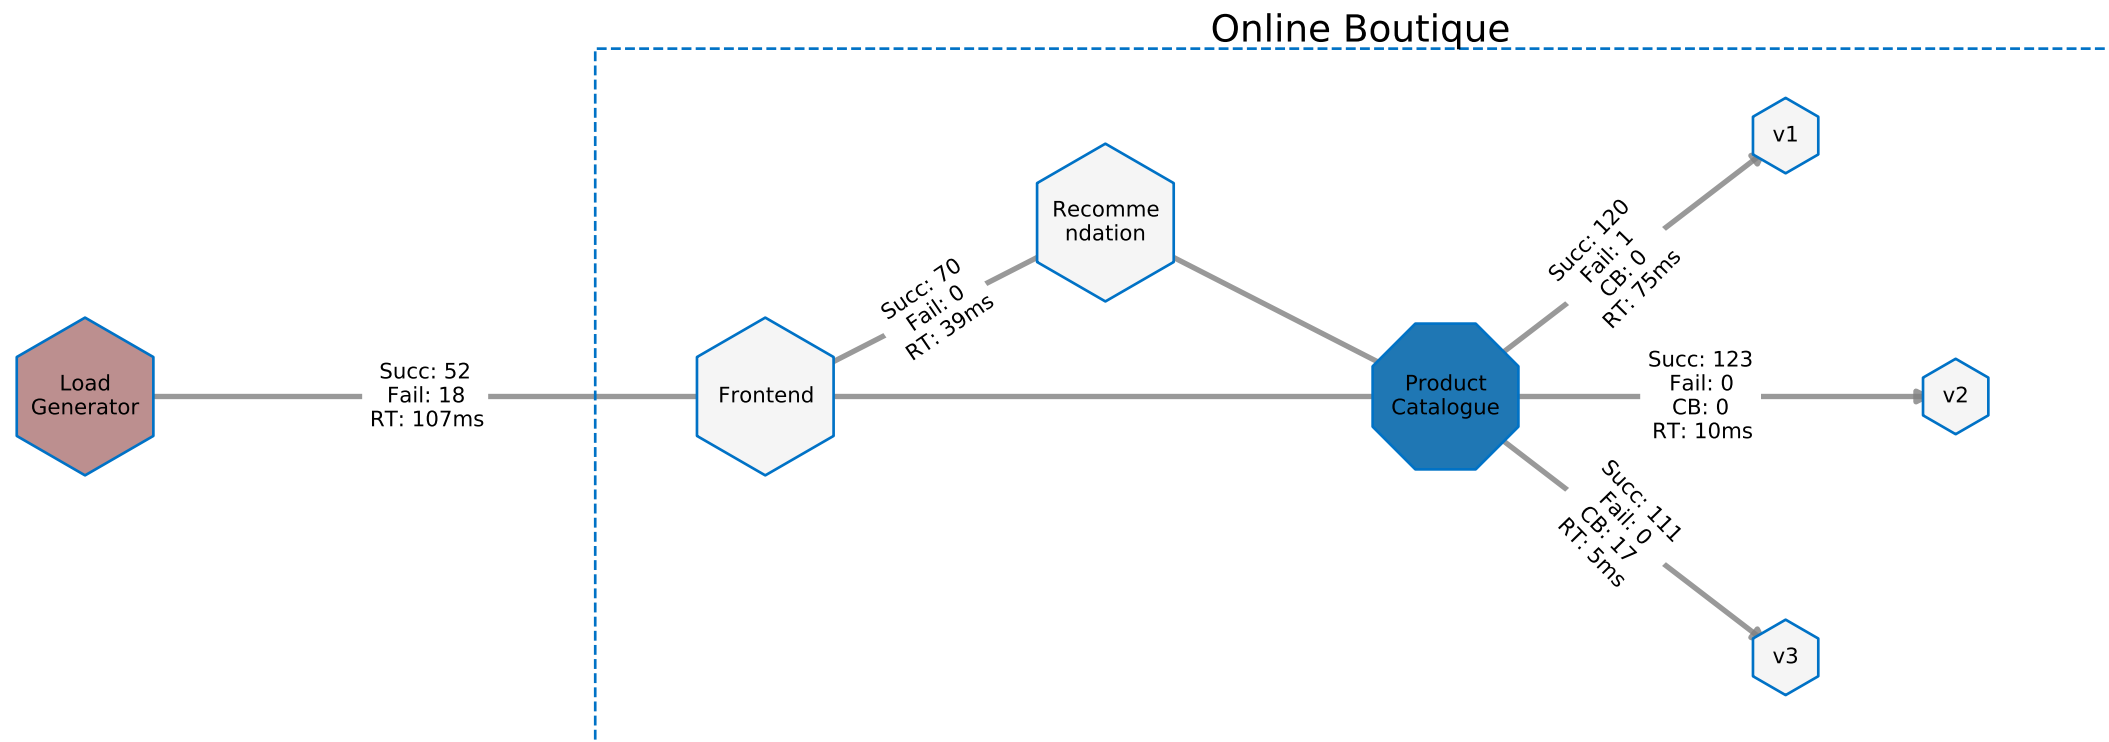 Online Boutique
Load
Generator
Succ: 52
Fail: 18
RT: 107ms
Frontend
Succ: 70
Fail: 0
RT: 39ms
Recomme
ndation
Product
Catalogue
Succ: 120
Fail: 1
CB: 0
RT: 75ms
v1
Succ: 123
Fail: 0
CB: 0
RT: 10ms
v2
Succ: 111
Fail: 0
CB: 17
RT: 5ms
v3